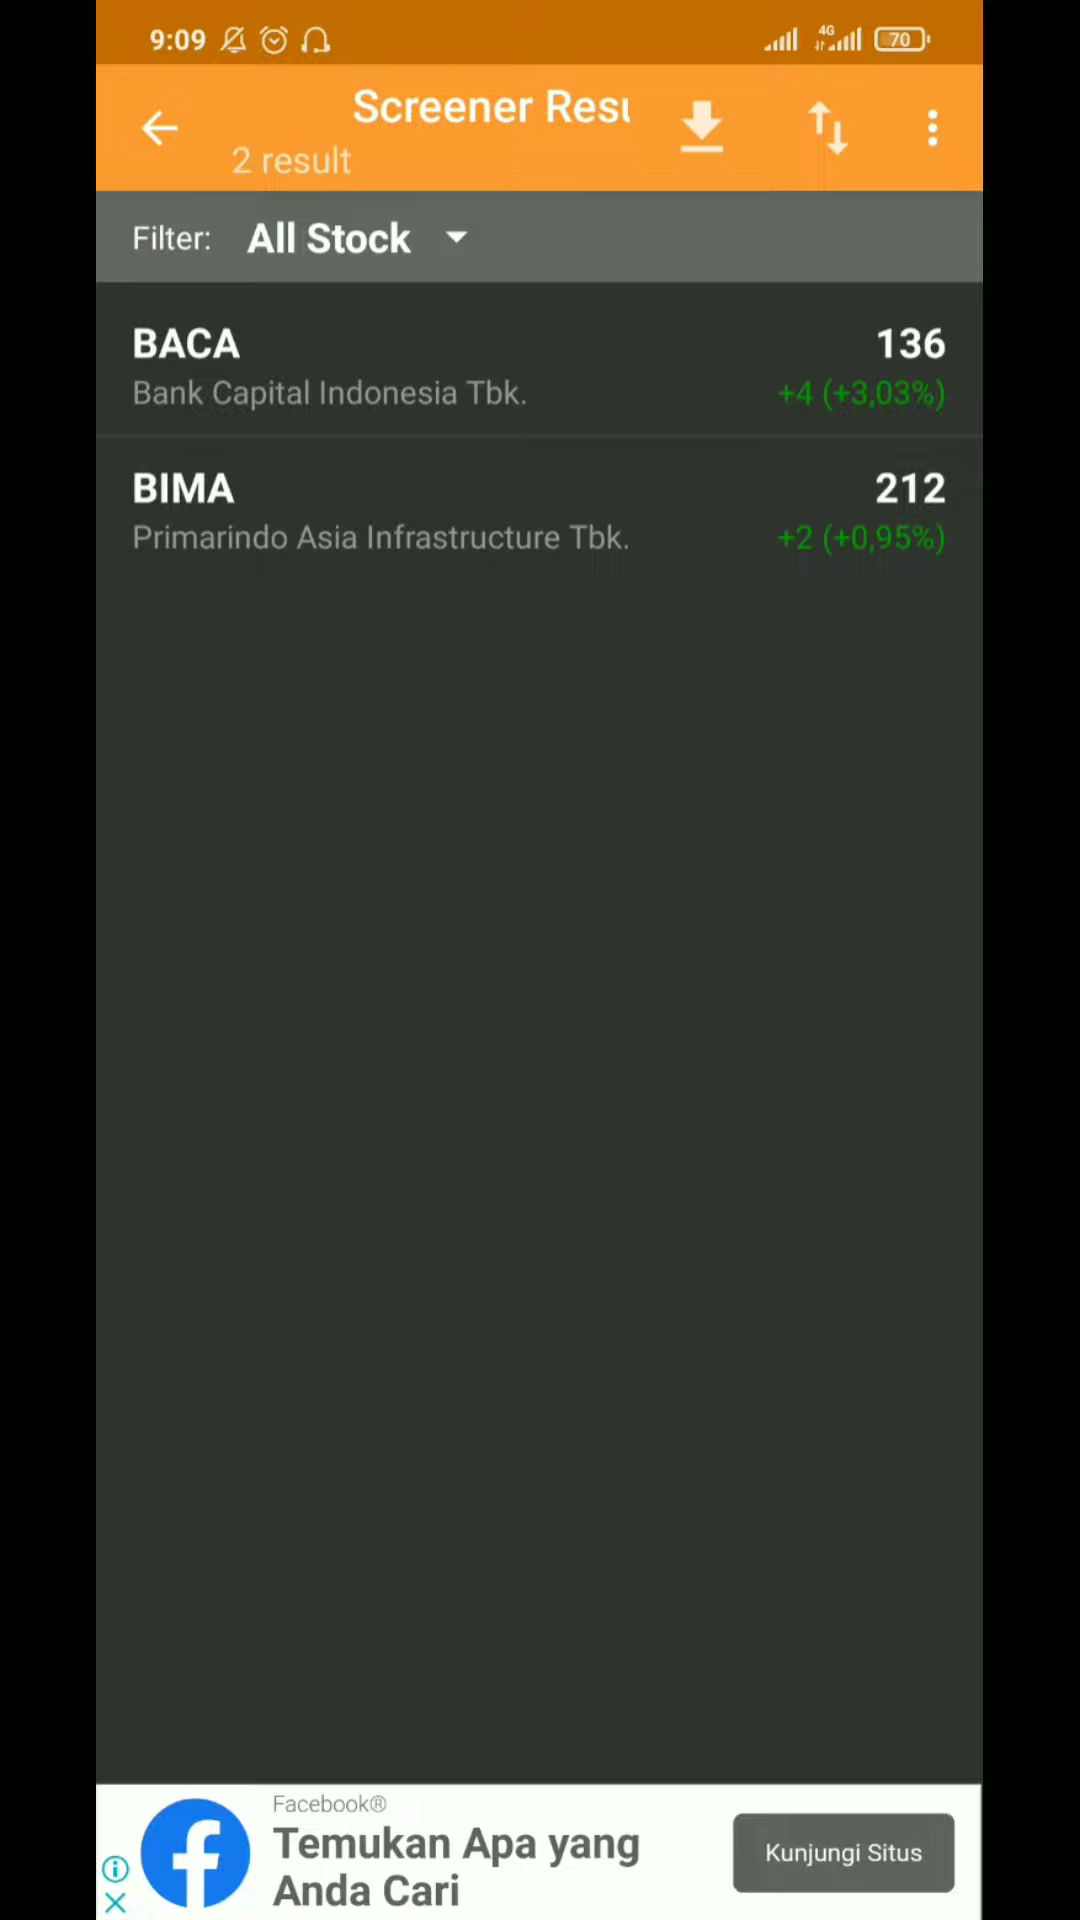 9:09
4G
70
Screener Resu
2 result
Filter: All Stock
BACA 136
Bank Capital Indonesia Tbk. +4 (+3,03%)
BIMA 212
Primarindo Asia Infrastructure Tbk. +2 (+0,95%)
Facebook®
Temukan Apa yang
Anda Cari
Kunjungi Situs